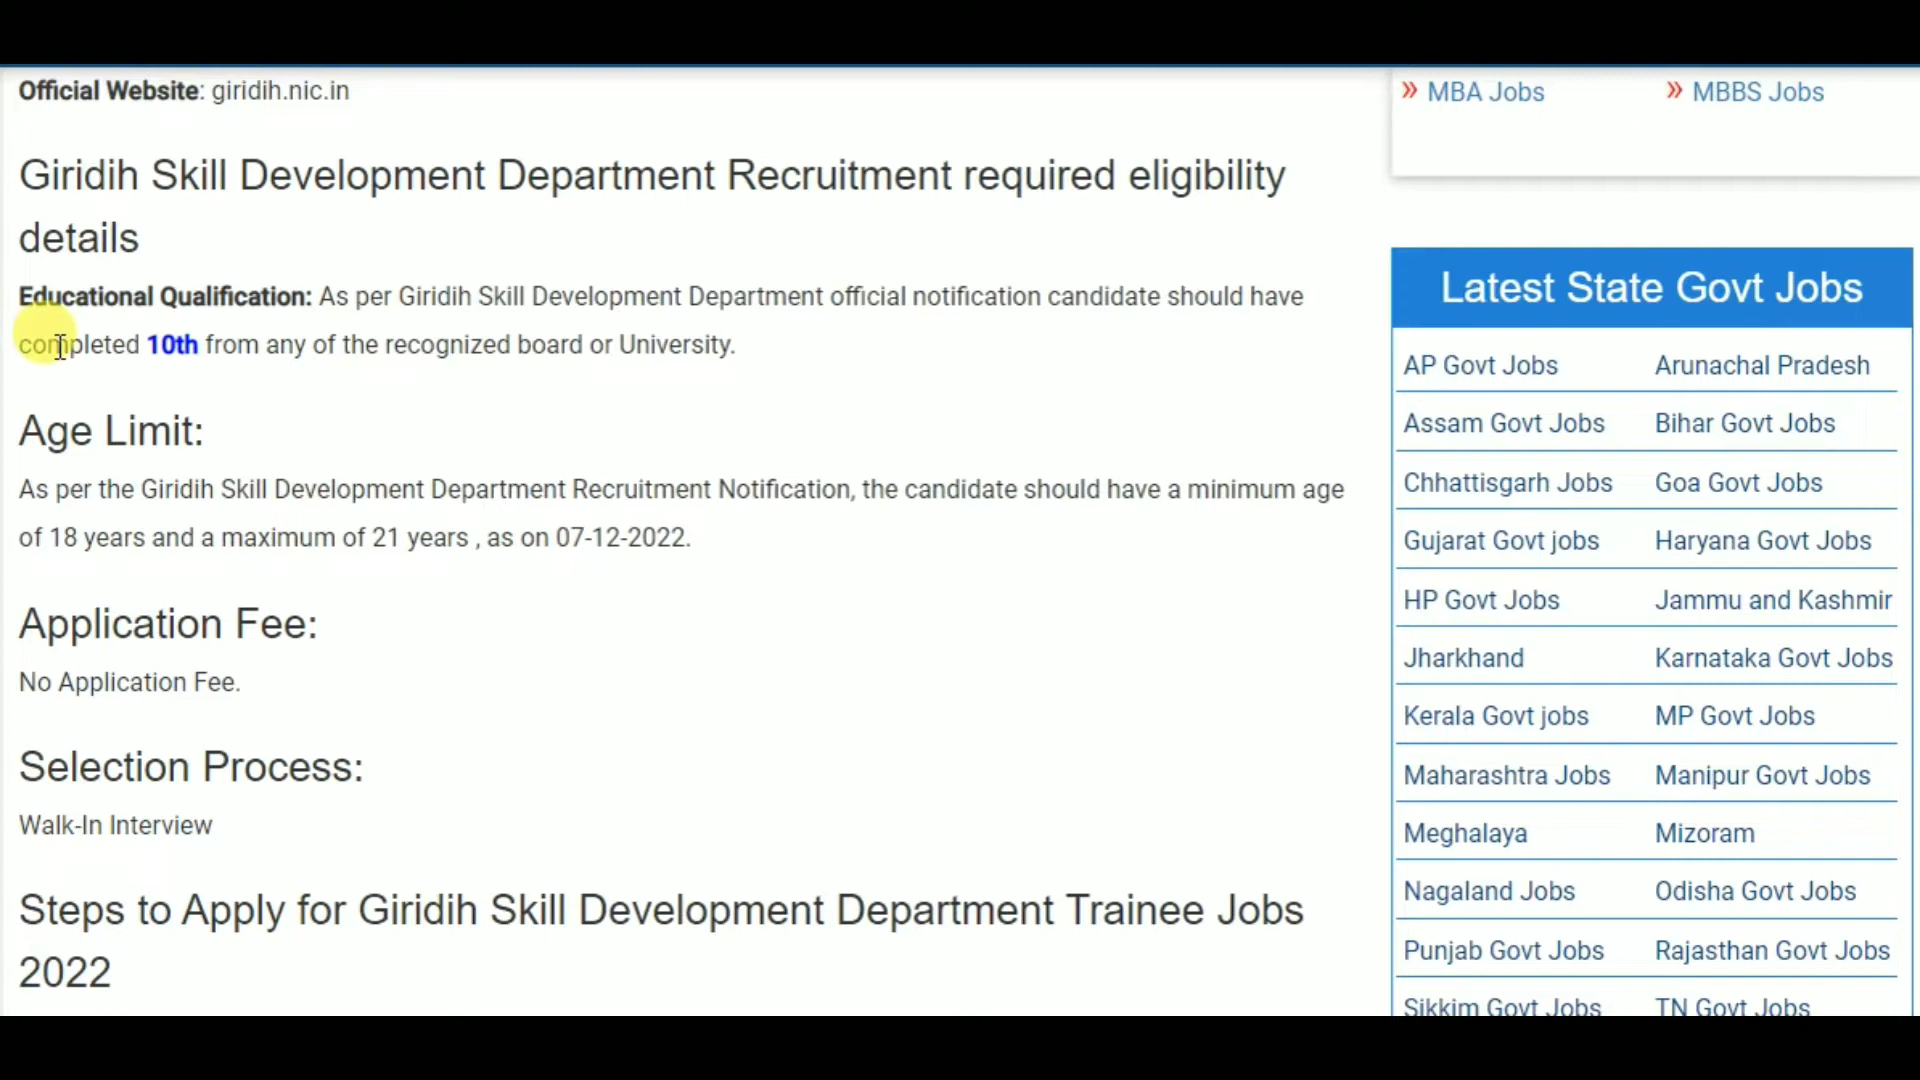 Official Website: giridih.nic.in
Giridih Skill Development Department Recruitment required eligibility
details
Educational Qualification: As per Giridih Skill Development Department official notification candidate should have
completed 10th from any of the recognized board or University.
Age Limit:
As per the Giridih Skill Development Department Recruitment Notification, the candidate should have a minimum age
of 18 years and a maximum of 21 years , as on 07-12-2022.
Application Fee:
No Application Fee.
Selection Process:
Walk-In Interview
Steps to Apply for Giridih Skill Development Department Trainee Jobs
2022
» MBA Jobs » MBBS Jobs
Latest State Govt Jobs
AP Govt Jobs Arunachal Pradesh
Assam Govt Jobs Bihar Govt Jobs
Chhattisgarh Jobs Goa Govt Jobs
Gujarat Govt jobs Haryana Govt Jobs
HP Govt Jobs Jammu and Kashmir
Jharkhand Karnataka Govt Jobs
Kerala Govt jobs MP Govt Jobs
Maharashtra Jobs Manipur Govt Jobs
Meghalaya Mizoram
Nagaland Jobs Odisha Govt Jobs
Punjab Govt Jobs Rajasthan Govt Jobs
Sikkim Govt Jobs TN Govt Jobs